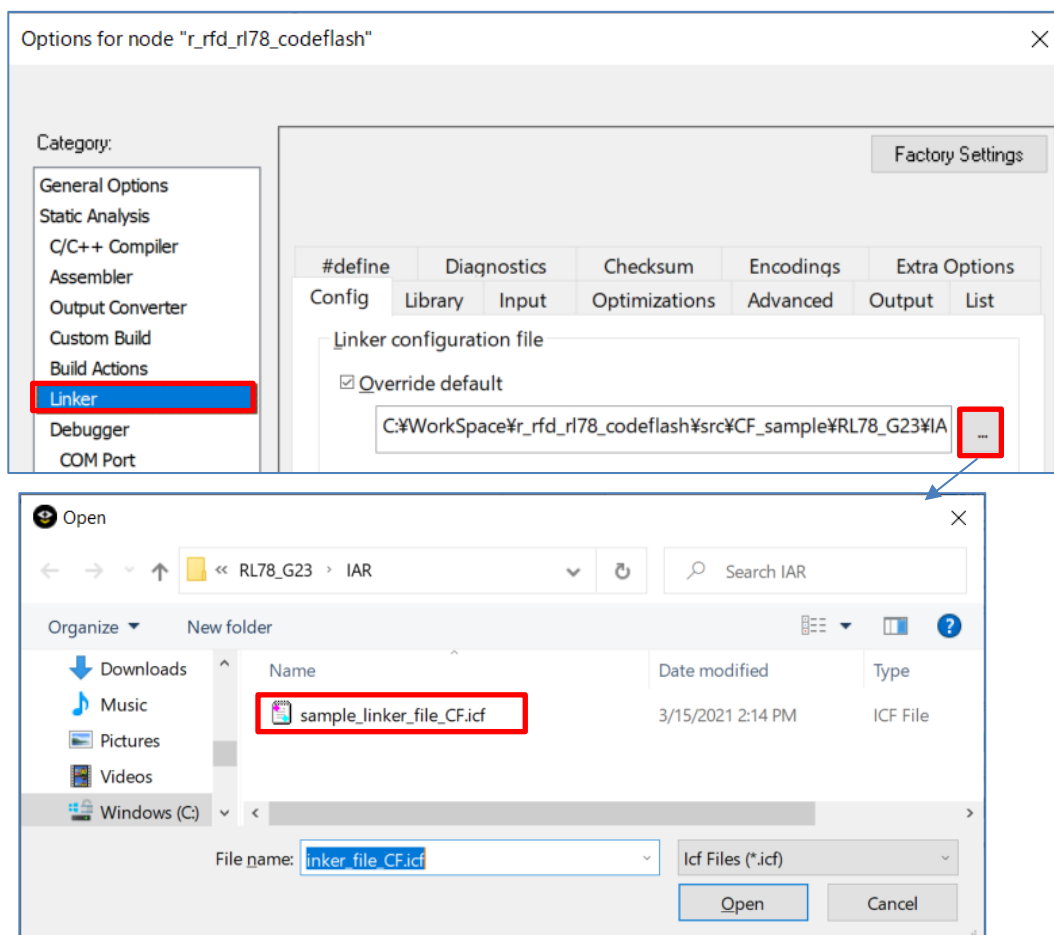 Options for node "r_rfd_rl78_codeflash"
Category:
Factory Settings
General Options
Static Analysis
C/C++ Compiler
Assembler
Output Converter
Custom Build
Build Actions
Linker
Debugger
COM Port
#define Diagnostics Checksum Encodings Extra Options
Config Library Input Optimizations Advanced Output List
Linker configuration file
Override default
C:¥WorkSpace¥r_rfd_rl78_codeflash¥src¥CF_sample¥RL78_G23¥IA
...
Open
« RL78_G23 › IAR
Search IAR
Organize New folder
?
Downloads
Music
Pictures
Videos
Windows (C:)
Name Date modified Type
sample_linker_file_CF.icf 3/15/2021 2:14 PM ICF File
File name: inker_file_CF.icf Icf Files (*.icf)
Open Cancel